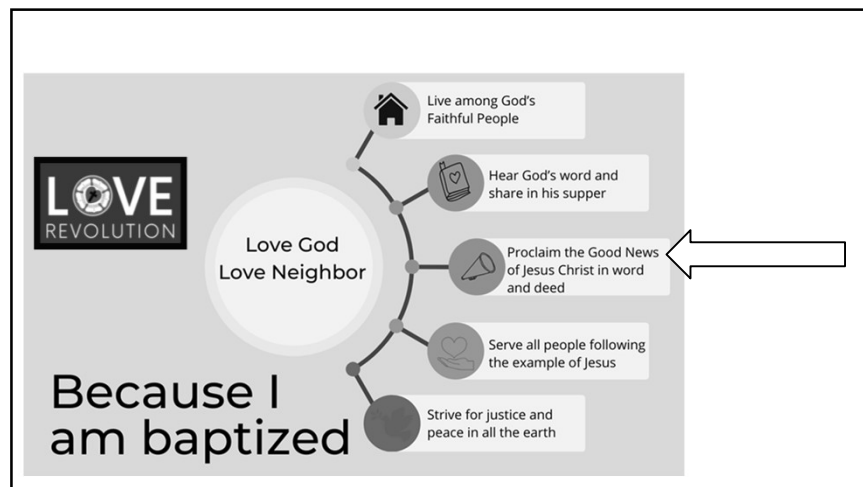 LOVE
REVOLUTION
Love God
Love Neighbor
Because I
am baptized
Live among God's
Faithful People
Hear God's word and
share in his supper
Proclaim the Good News
of Jesus Christ in word
and deed
Serve all people following
the example of Jesus
Strive for justice and
peace in all the earth